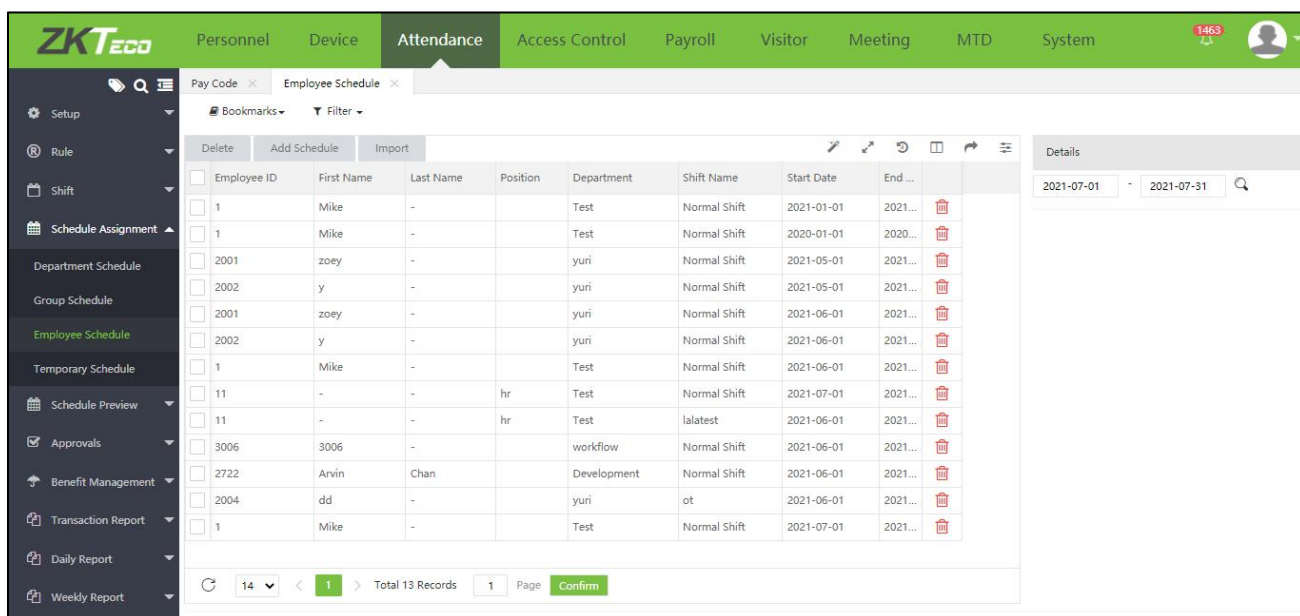 ZKTECO Personnel Device Attendance Access Control Payroll Visitor Meeting MTD System 1463
Pay Code Employee Schedule
Bookmarks Filter
Setup
Rule
Shift
Schedule Assignment
Department Schedule
Group Schedule
Employee Schedule
Temporary Schedule
Schedule Preview
Approvals
Benefit Management
Transaction Report
Daily Report
Weekly Report
Delete Add Schedule Import
Employee ID First Name Last Name Position Department Shift Name Start Date End ...
1 Mike - Test Normal Shift 2021-01-01 2021...
1 Mike - Test Normal Shift 2020-01-01 2020...
2001 zoey - yuri Normal Shift 2021-05-01 2021...
2002 y - yuri Normal Shift 2021-05-01 2021...
2001 zoey - yuri Normal Shift 2021-06-01 2021...
2002 y - yuri Normal Shift 2021-06-01 2021...
1 Mike - Test Normal Shift 2021-06-01 2021...
11 - - hr Test Normal Shift 2021-07-01 2021...
11 - - hr Test lalatest 2021-06-01 2021...
3006 3006 - workflow Normal Shift 2021-06-01 2021...
2722 Arvin Chan Development Normal Shift 2021-06-01 2021...
2004 dd - yuri ot 2021-06-01 2021...
1 Mike - Test Normal Shift 2021-07-01 2021...
14 < 1 > Total 13 Records 1 Page Confirm
Details
2021-07-01 - 2021-07-31